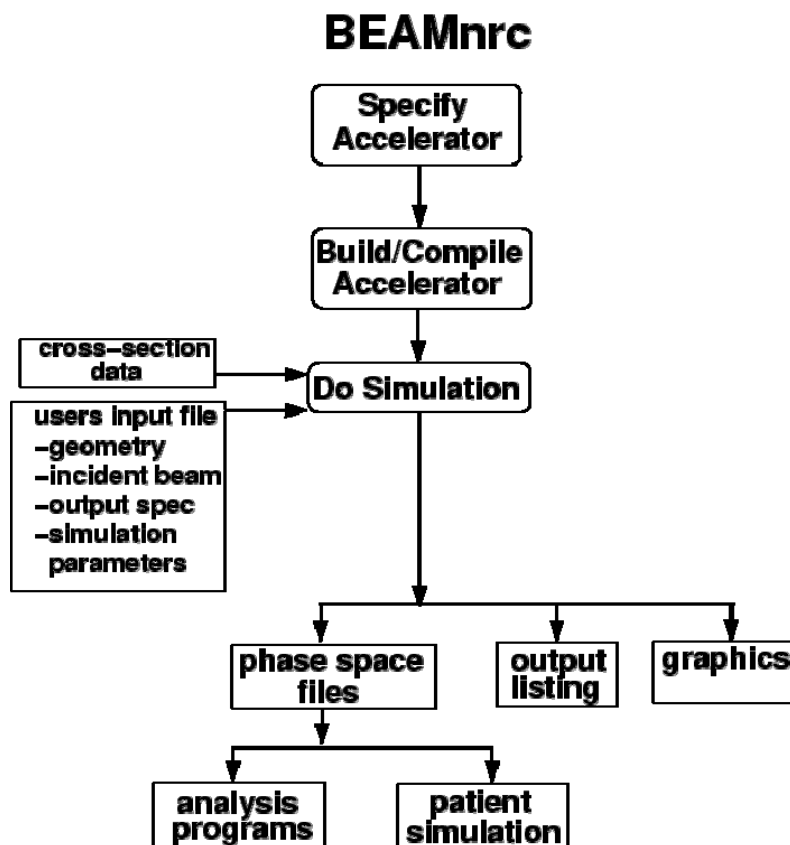 BEAMnrc
Specify
Accelerator
Build/Compile
Accelerator
cross-section
data
Do Simulation
users input file
-geometry
-incident beam
-output spec
-simulation
parameters
phase space
files
output
listing
graphics
analysis
programs
patient
simulation